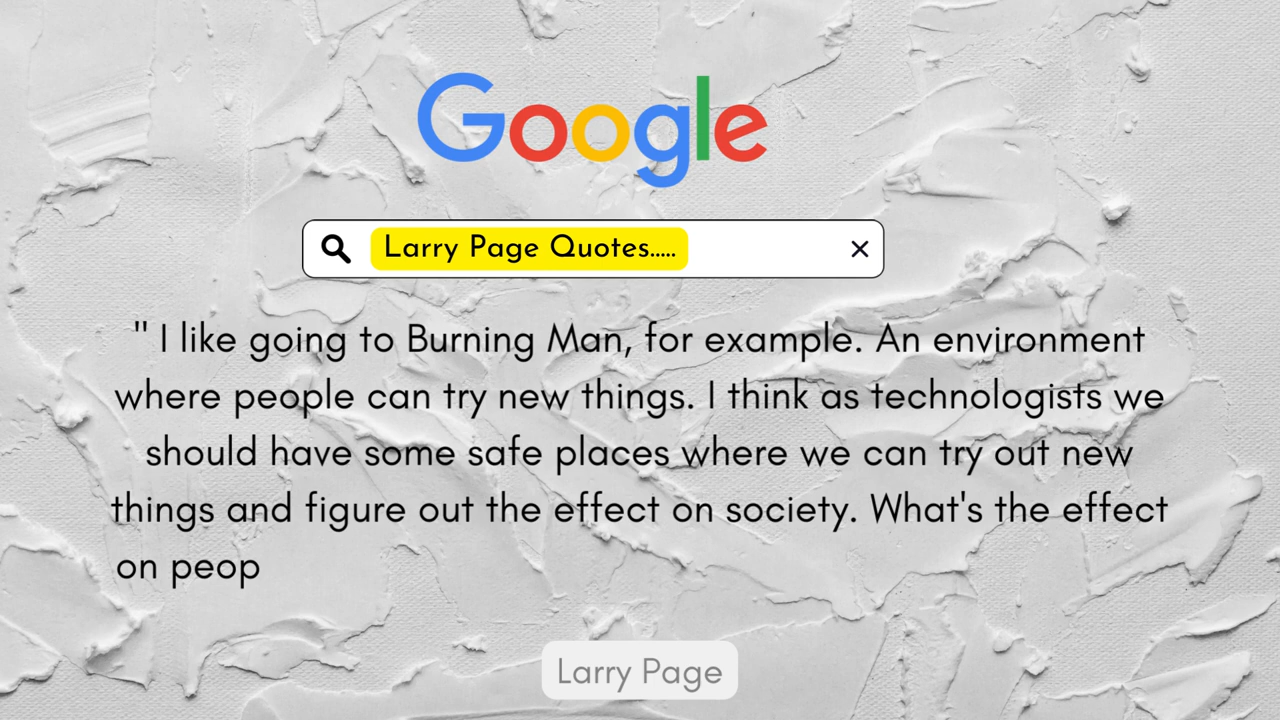 Google
Larry Page Quotes.....
" I like going to Burning Man, for example. An environment
where people can try new things. I think as technologists we
should have some safe places where we can try out new
things and figure out the effect on society. What's the effect
on peop
Larry Page